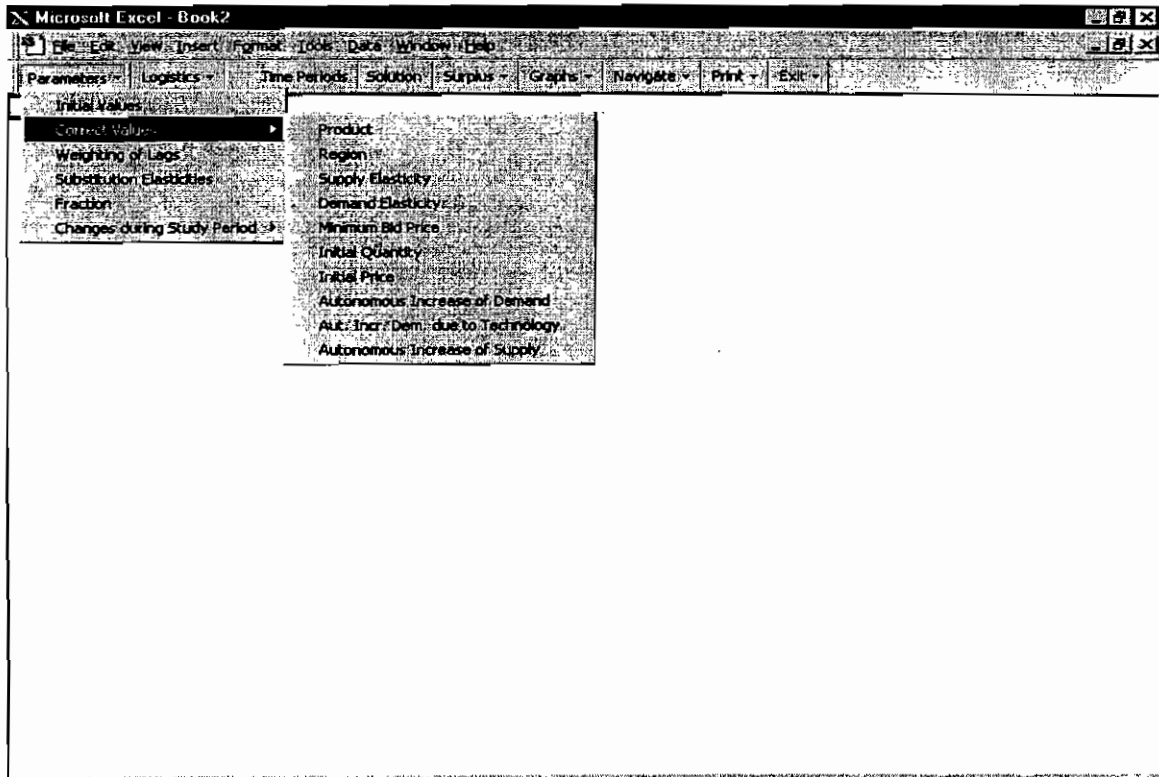 Microsoft Excel - Book2
File Edit View Insert Format Tools Data Window Help
Parameters Logistics Time Periods Solution Surplus Graphs Navigate Print Exit
Initial Values
Correct Values
Weighting of Lags
Substitution Elasticities
Fraction
Changes during Study Period
Product
Region
Supply Elasticity
Demand Elasticity
Minimum Bid Price
Initial Quantity
Initial Price
Autonomous Increase of Demand
Aut. Incr. Dem. due to Technology
Autonomous Increase of Supply